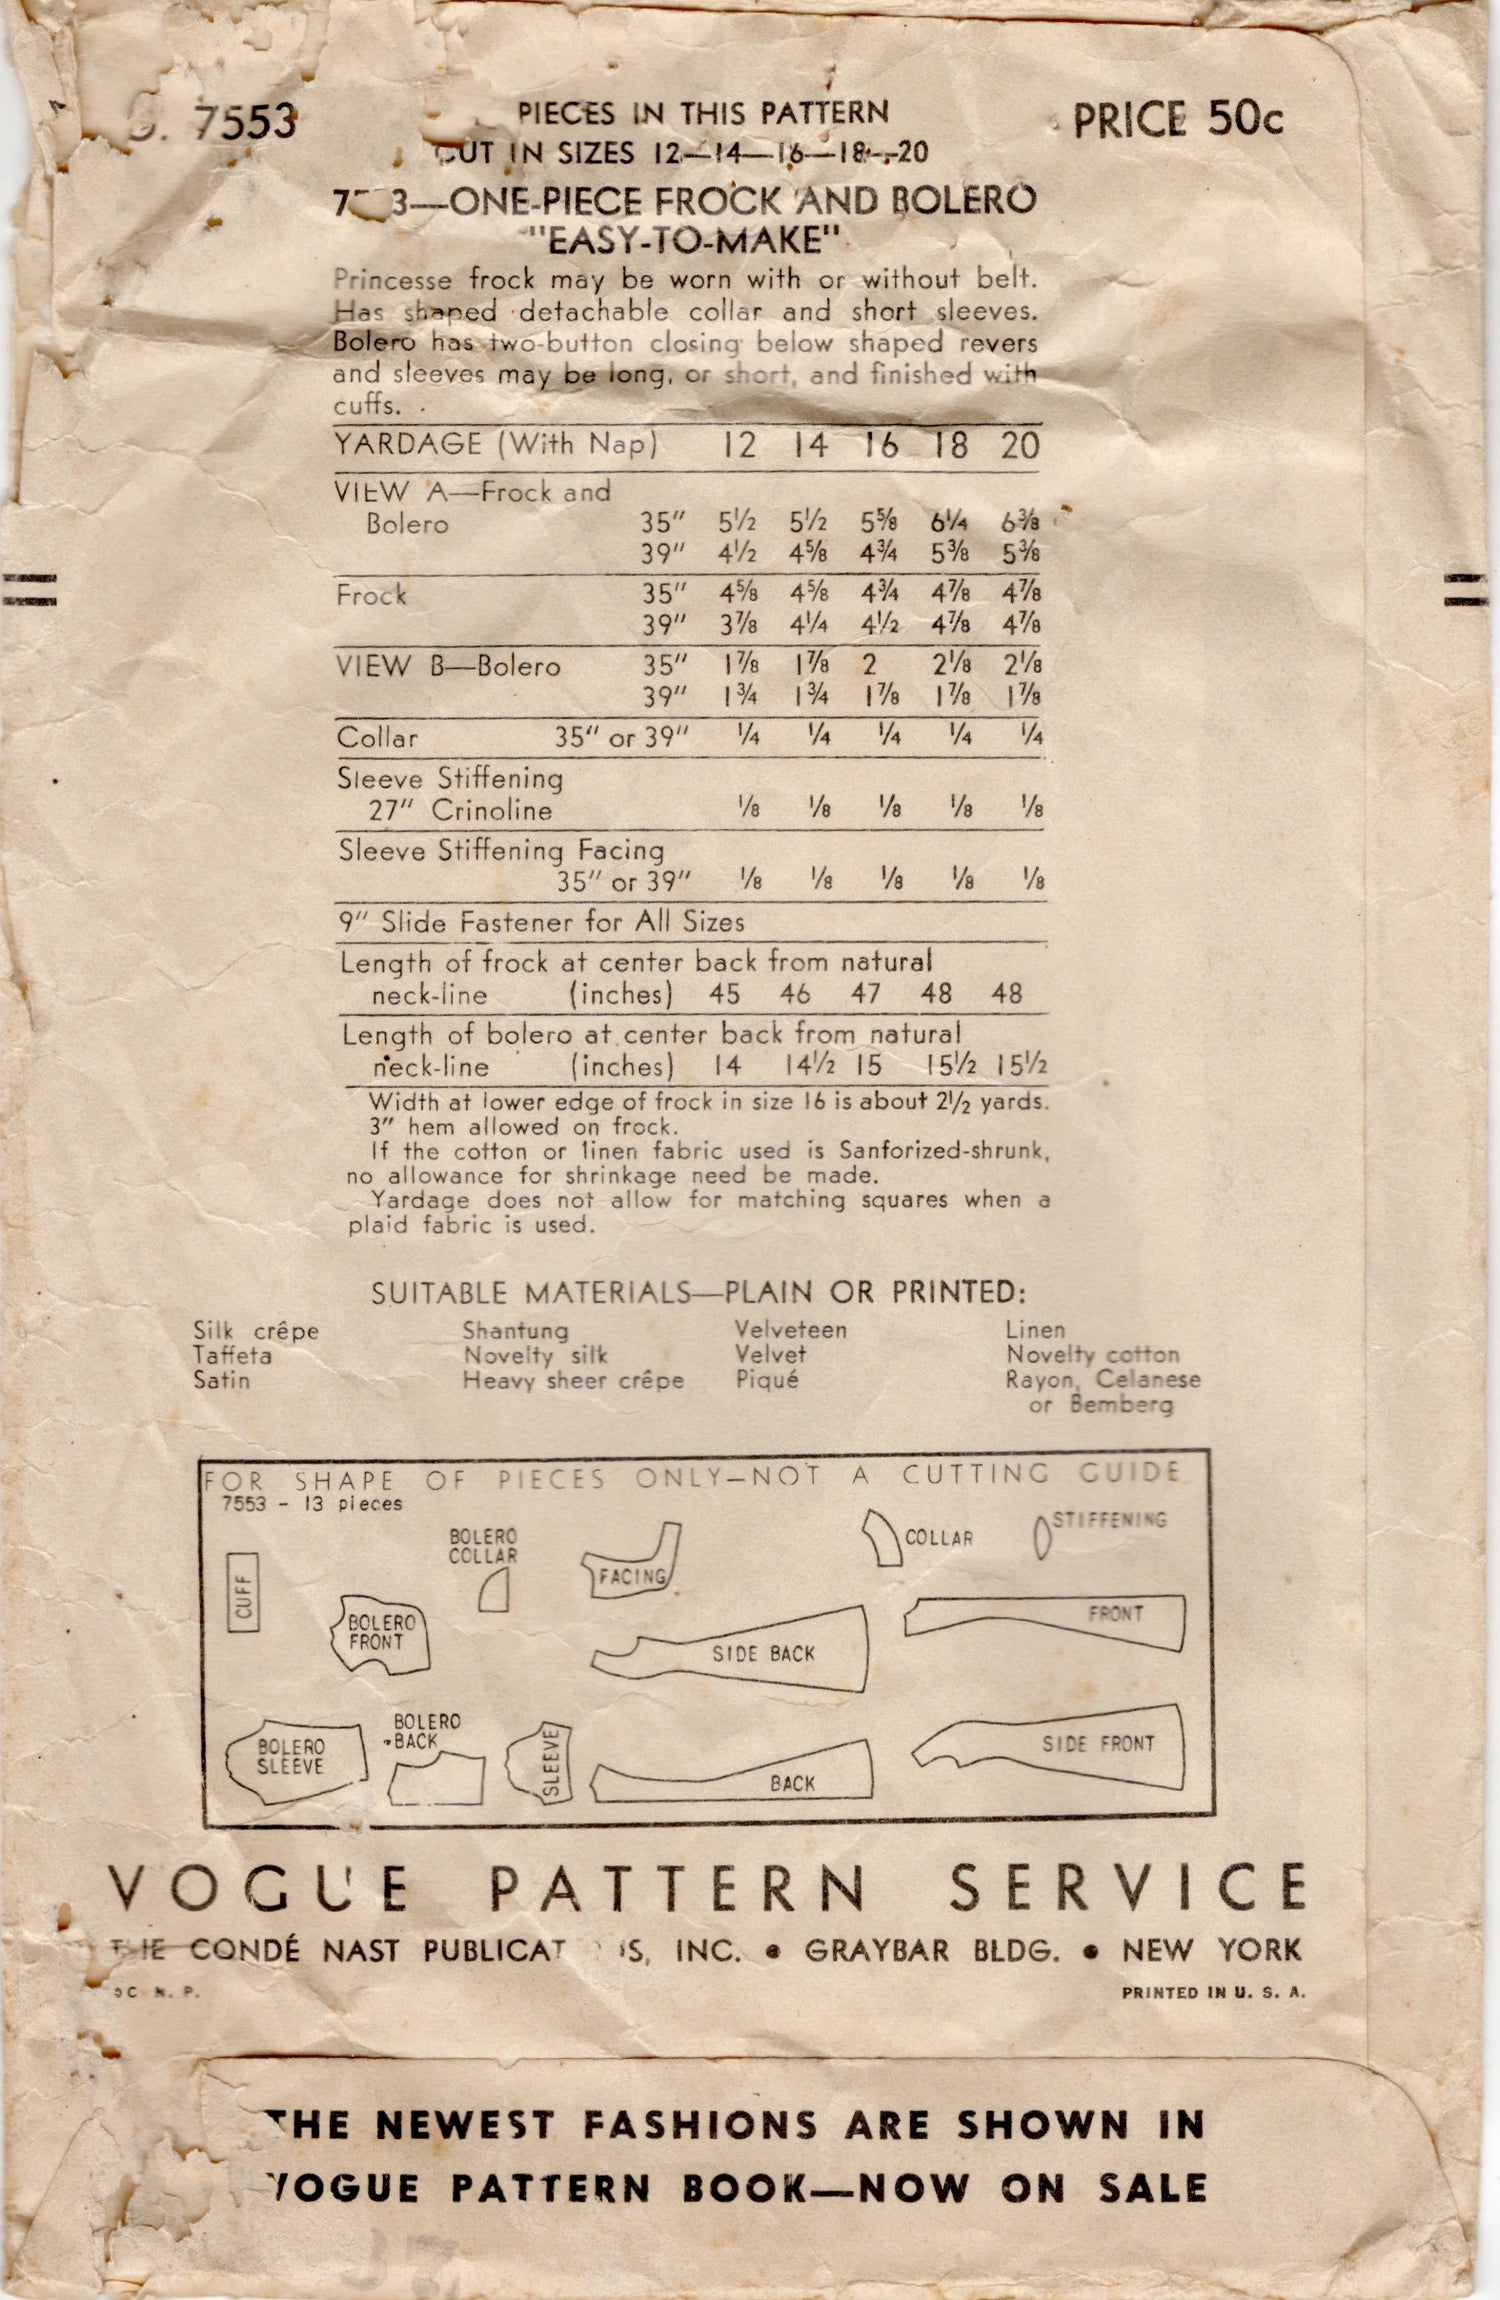 7553
PIECES IN THIS PATTERN
PRICE 50c
CUT IN SIZES 12—14—16—18—20
7553—ONE-PIECE FROCK AND BOLERO
"EASY-TO-MAKE"
Princesse frock may be worn with or without belt.
Has shaped detachable collar and short sleeves.
Bolero has two-button closing below shaped revers
and sleeves may be long, or short, and finished with
cuffs.
YARDAGE (With Nap) 12 14 16 18 20
VIEW A—Frock and
Bolero 35" 5½ 5½ 5⅝ 6¼ 6⅜
39" 4½ 4⅝ 4¾ 5⅜ 5⅜
Frock 35" 4⅝ 4⅝ 4¾ 4⅞ 4⅞
39" 3⅞ 4¼ 4½ 4⅞ 4⅞
VIEW B—Bolero 35" 1⅞ 1⅞ 2 2⅛ 2⅛
39" 1¾ 1¾ 1⅞ 1⅞ 1⅞
Collar 35" or 39" ¼ ¼ ¼ ¼ ¼
Sleeve Stiffening
27" Crinoline ⅛ ⅛ ⅛ ⅛ ⅛
Sleeve Stiffening Facing
35" or 39" ⅛ ⅛ ⅛ ⅛ ⅛
9" Slide Fastener for All Sizes
Length of frock at center back from natural
neck-line (inches) 45 46 47 48 48
Length of bolero at center back from natural
neck-line (inches) 14 14½ 15 15½ 15½
Width at lower edge of frock in size 16 is about 2½ yards.
3" hem allowed on frock.
If the cotton or linen fabric used is Sanforized-shrunk,
no allowance for shrinkage need be made.
Yardage does not allow for matching squares when a
plaid fabric is used.
SUITABLE MATERIALS—PLAIN OR PRINTED:
Silk crêpe Shantung Velveteen Linen
Taffeta Novelty silk Velvet Novelty cotton
Satin Heavy sheer crêpe Piqué Rayon, Celanese
or Bemberg
FOR SHAPE OF PIECES ONLY—NOT A CUTTING GUIDE
7553 - 13 pieces
CUFF
BOLERO
FRONT
BOLERO
COLLAR
FACING
COLLAR
STIFFENING
SIDE BACK
FRONT
BOLERO
SLEEVE
BOLERO
BACK
SLEEVE
BACK
SIDE FRONT
VOGUE PATTERN SERVICE
THE CONDÉ NAST PUBLICATIONS, INC. • GRAYBAR BLDG. • NEW YORK
PRINTED IN U. S. A.
THE NEWEST FASHIONS ARE SHOWN IN
VOGUE PATTERN BOOK—NOW ON SALE